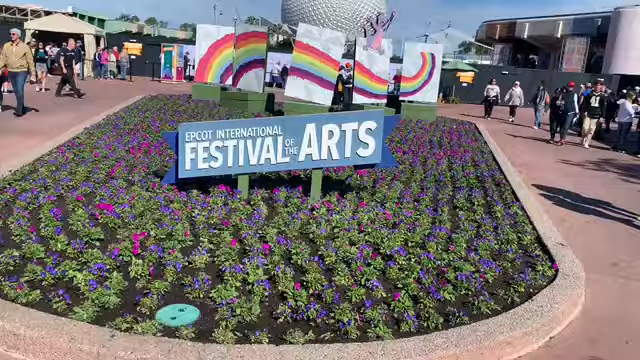 EPCOT INTERNATIONAL
FESTIVAL OF THE ARTS